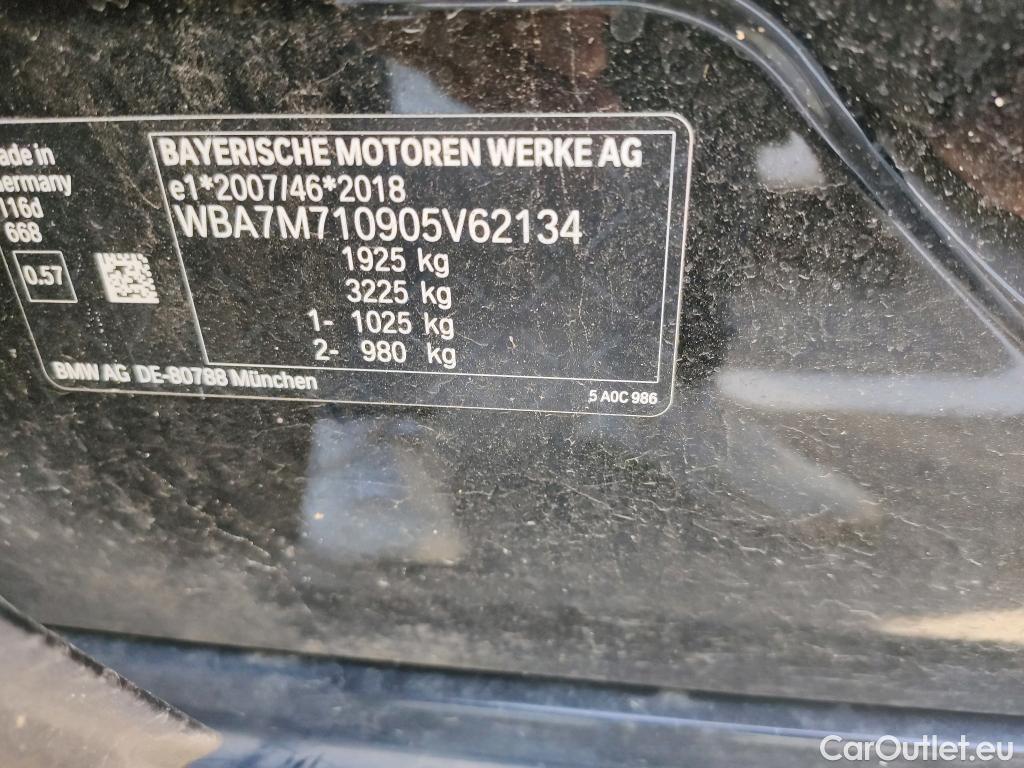 ade in
ermany
116d
668
0.57
BAYERISCHE MOTOREN WERKE AG
e1*2007/46*2018
WBA7M710905V62134
1925 kg
3225 kg
1- 1025 kg
2- 980 kg
BMW AG DE-80788 München
5 A0C 986
CarOutlet.eu